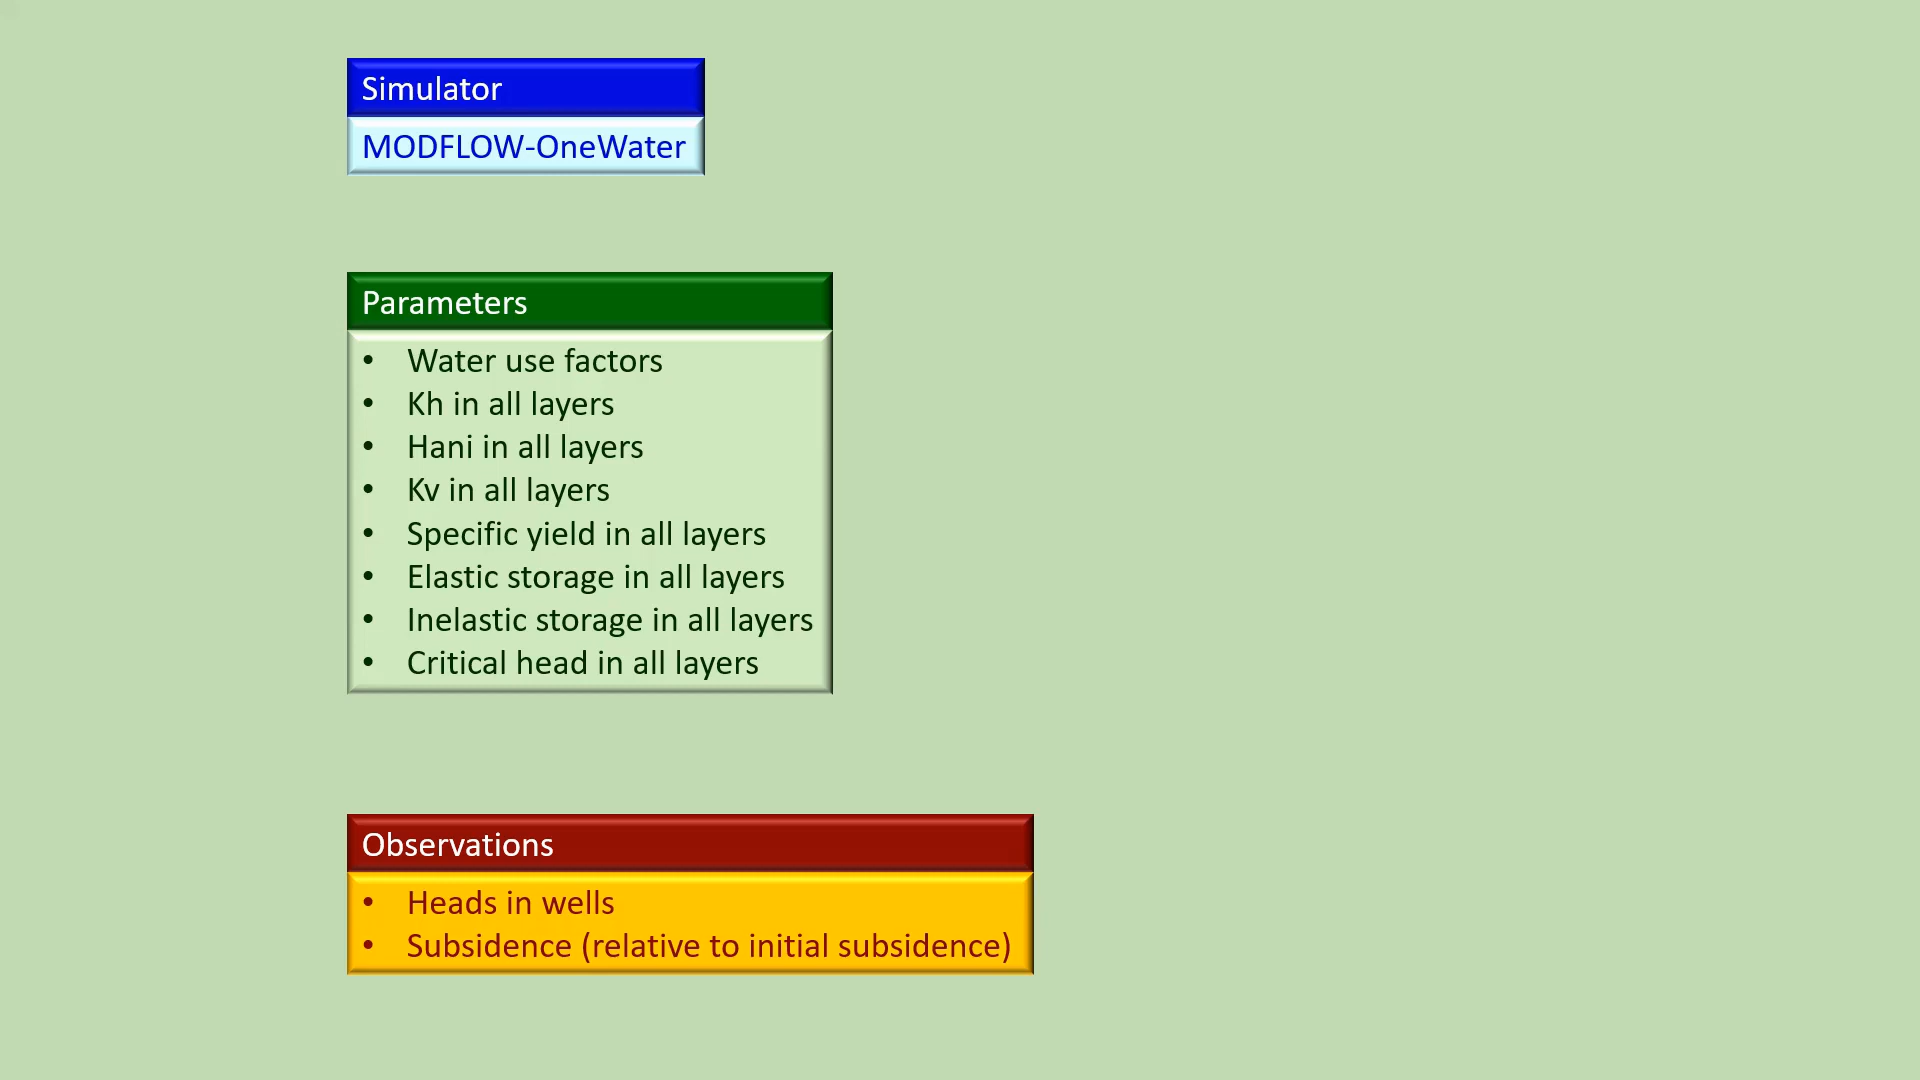 Simulator
MODFLOW-OneWater
Parameters
• Water use factors
• Kh in all layers
• Hani in all layers
• Kv in all layers
• Specific yield in all layers
• Elastic storage in all layers
• Inelastic storage in all layers
• Critical head in all layers
Observations
• Heads in wells
• Subsidence (relative to initial subsidence)